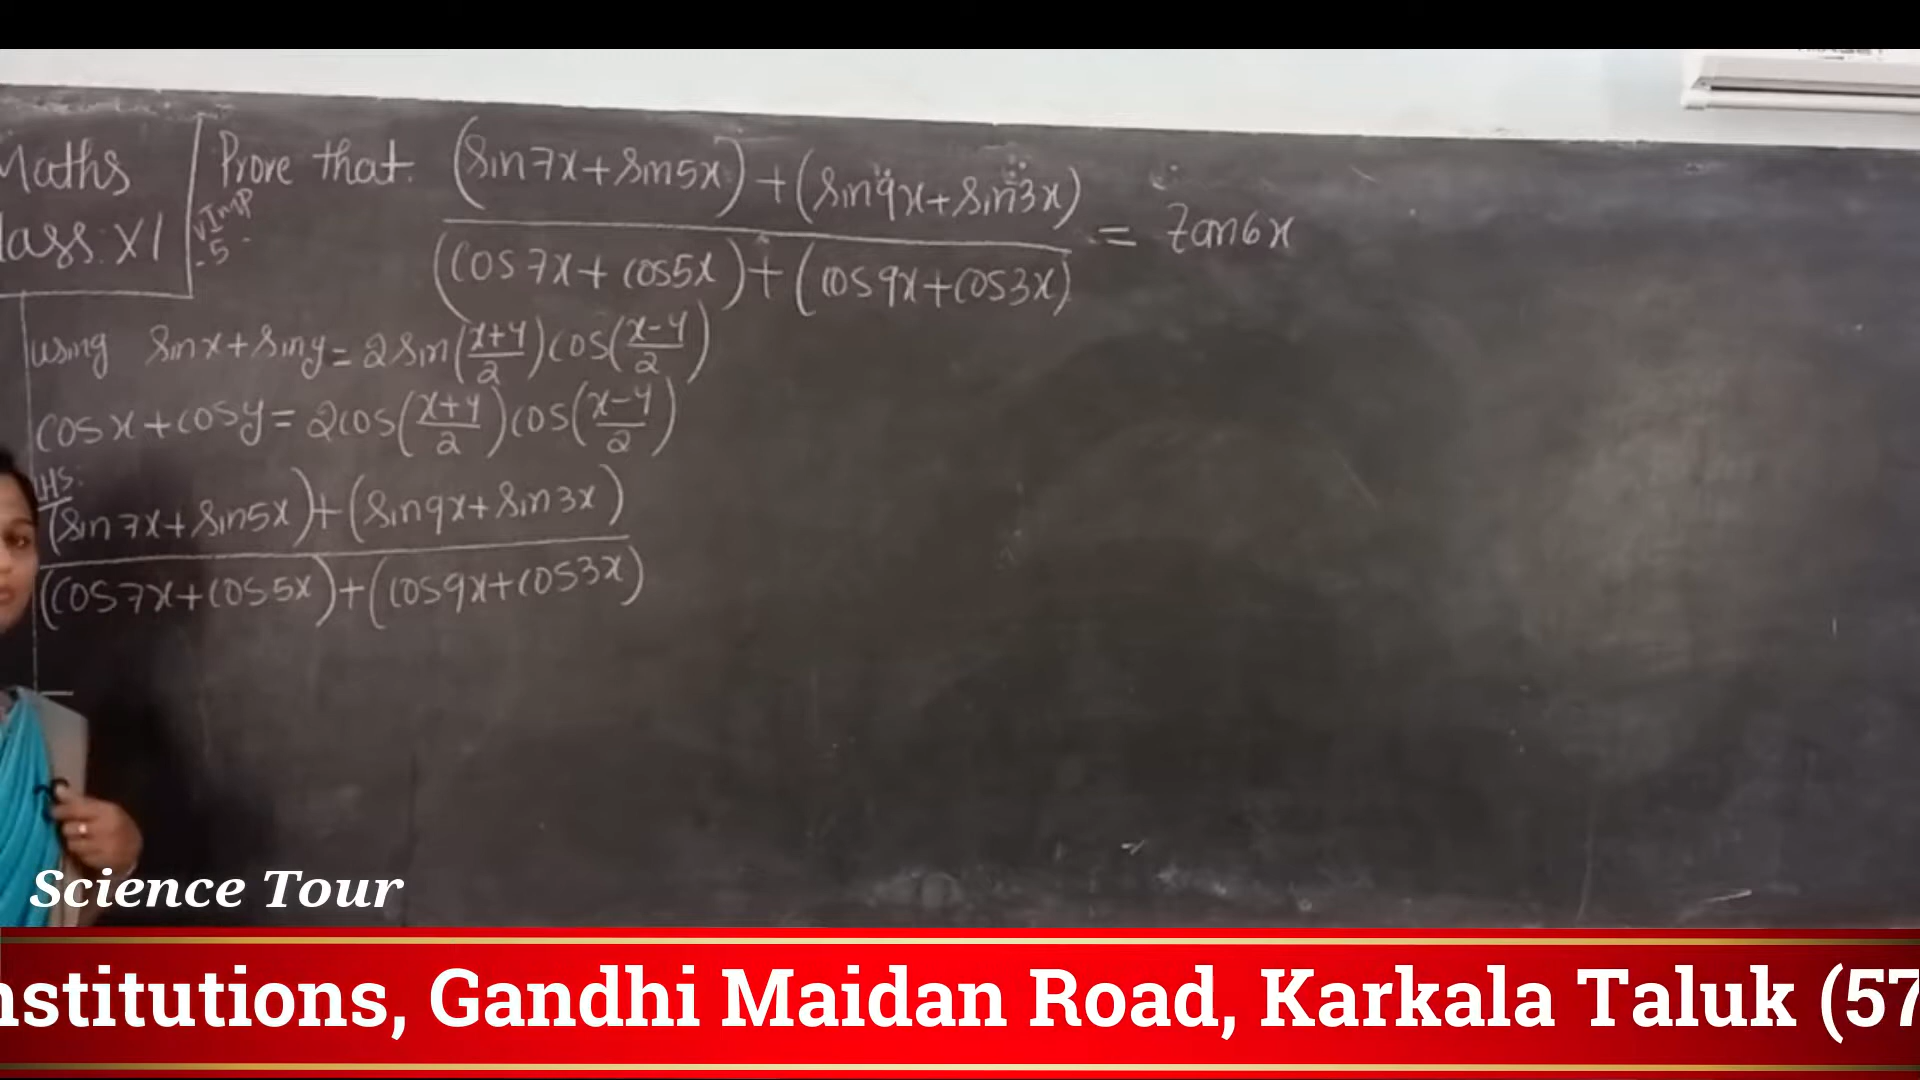 Maths
lass: XI
Prove that. (sin7x+sin5x)+(sin9x+sin3x)
VImp
-5-
(cos7x+cos5x)+(cos9x+cos3x)
= tan6x
using sinx+siny=2sin(x+y/2)cos(x-y/2)
cosx+cosy=2cos(x+y/2)cos(x-y/2)
HS:
(sin7x+sin5x)+(sin9x+sin3x)
(cos7x+cos5x)+(cos9x+cos3x)
Science Tour
nstitutions, Gandhi Maidan Road, Karkala Taluk (57